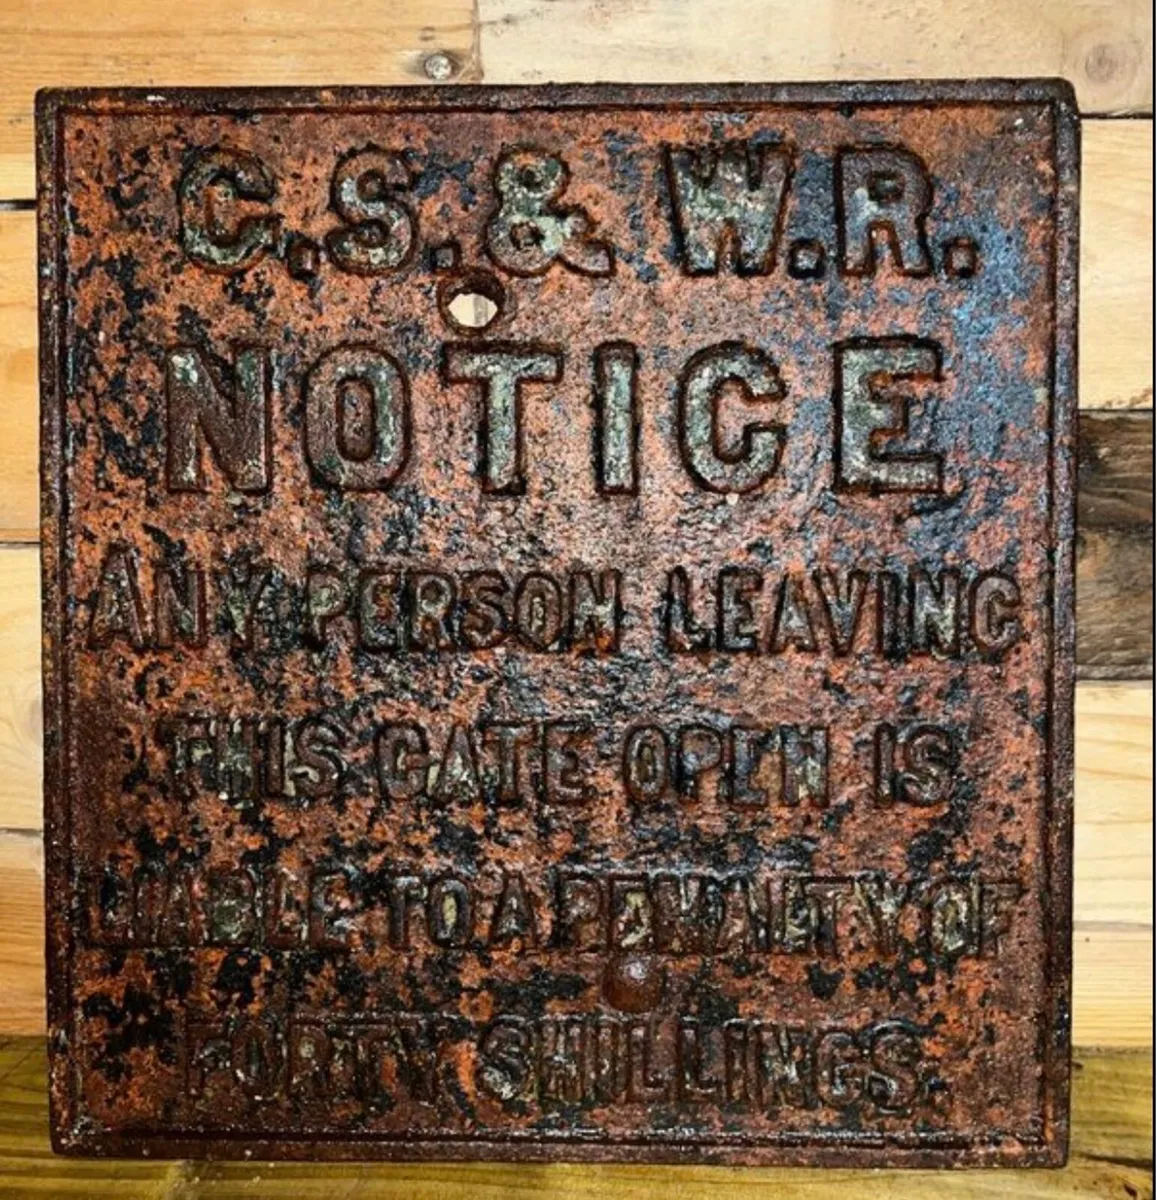 C.S.& W.R.
NOTICE
ANY PERSON LEAVING
THIS GATE OPEN IS
LIABLE TO A PENALTY OF
FORTY SHILLINGS.